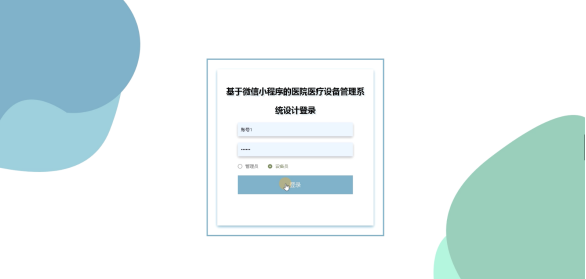 基于微信小程序的医院医疗设备管理系
统设计登录
账号1
••••••
管理员 设备员
登录